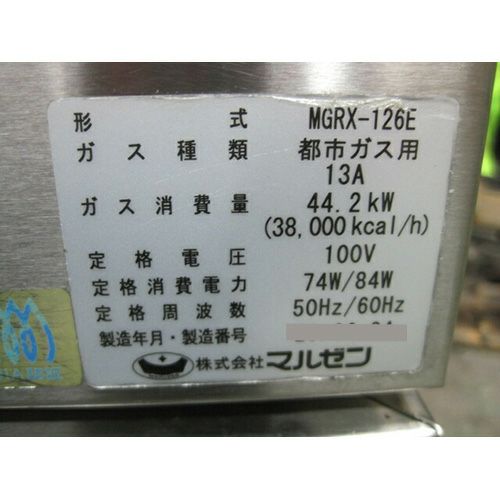 形式 MGRX-126E
ガス種類 都市ガス用
13A
ガス消費量 44.2kW
(38,000kcal/h)
定格電圧 100V
定格消費電力 74W/84W
定格周波数 50Hz/60Hz
製造年月・製造番号
株式会社マルゼン